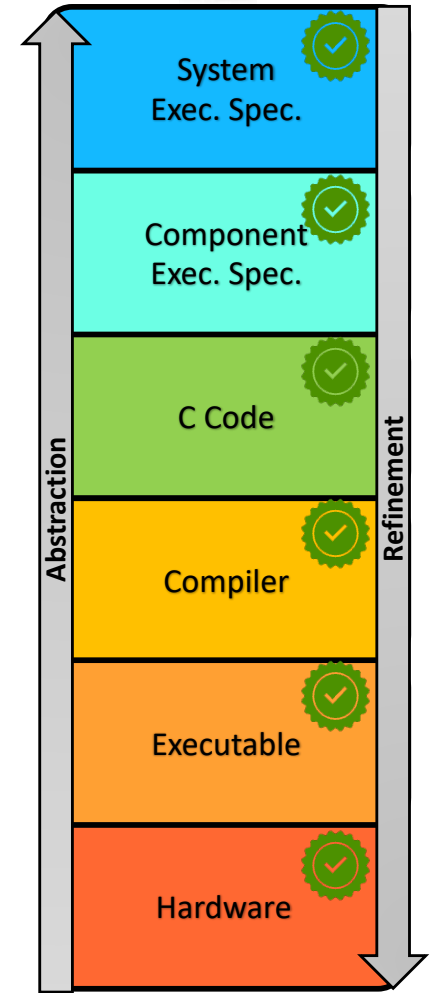 System
Exec. Spec.
Component
Exec. Spec.
C Code
Abstraction
Refinement
Compiler
Executable
Hardware